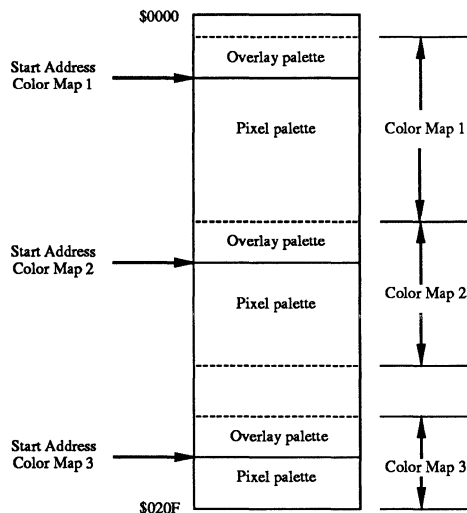 $0000
Overlay palette
Start Address
Color Map 1
Pixel palette
Color Map 1
Overlay palette
Start Address
Color Map 2
Pixel palette
Color Map 2
Overlay palette
Start Address
Color Map 3
Pixel palette
Color Map 3
$020F